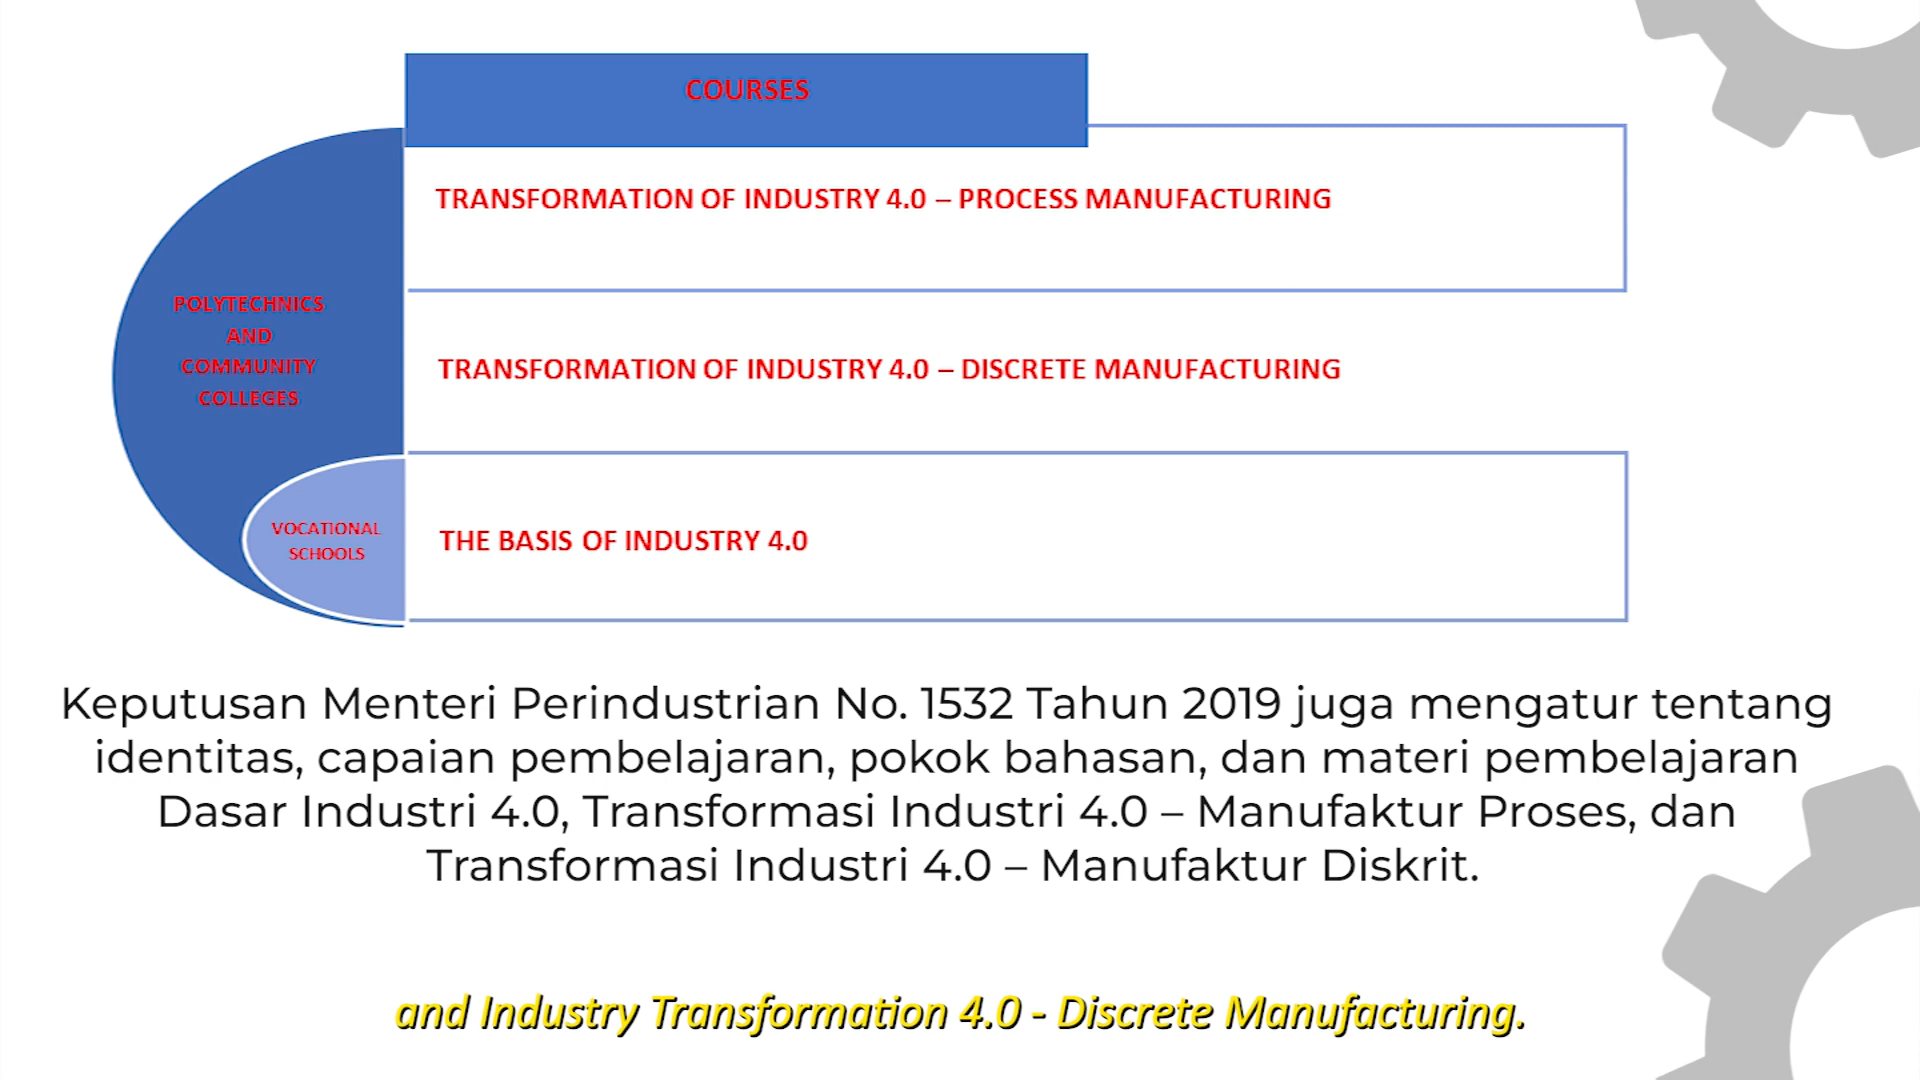 COURSES
TRANSFORMATION OF INDUSTRY 4.0 – PROCESS MANUFACTURING
POLYTECHNICS
AND
COMMUNITY
COLLEGES
TRANSFORMATION OF INDUSTRY 4.0 – DISCRETE MANUFACTURING
VOCATIONAL
SCHOOLS
THE BASIS OF INDUSTRY 4.0
Keputusan Menteri Perindustrian No. 1532 Tahun 2019 juga mengatur tentang
identitas, capaian pembelajaran, pokok bahasan, dan materi pembelajaran
Dasar Industri 4.0, Transformasi Industri 4.0 – Manufaktur Proses, dan
Transformasi Industri 4.0 – Manufaktur Diskrit.
and Industry Transformation 4.0 - Discrete Manufacturing.